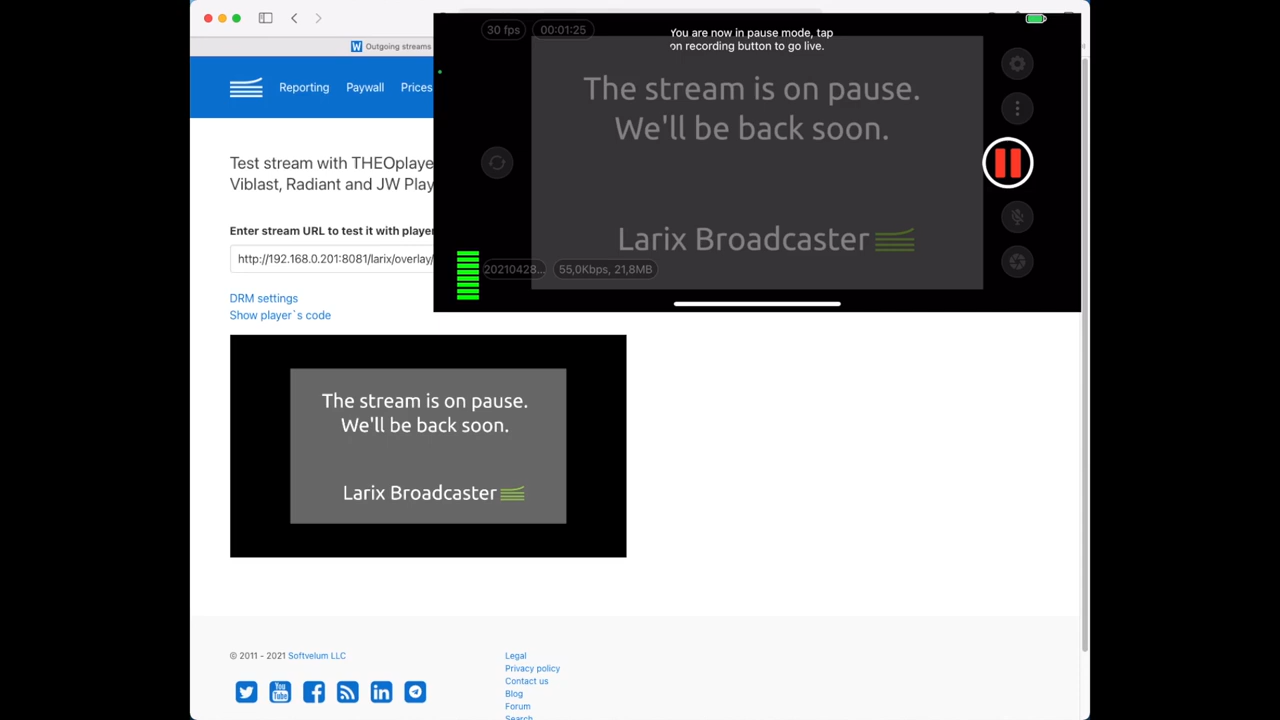 Outgoing streams
Reporting
Paywall
Prices
Test stream with THEOplaye
Viblast, Radiant and JW Play
Enter stream URL to test it with player
http://192.168.0.201:8081/larix/overlay/
DRM settings
Show player`s code
30 fps
00:01:25
You are now in pause mode, tap
on recording button to go live.
The stream is on pause.
We'll be back soon.
Larix Broadcaster
20210428...
55,0Kbps, 21,8MB
The stream is on pause.
We'll be back soon.
Larix Broadcaster
© 2011 - 2021 Softvelum LLC
Legal
Privacy policy
Contact us
Blog
Forum
Search
You
Tube